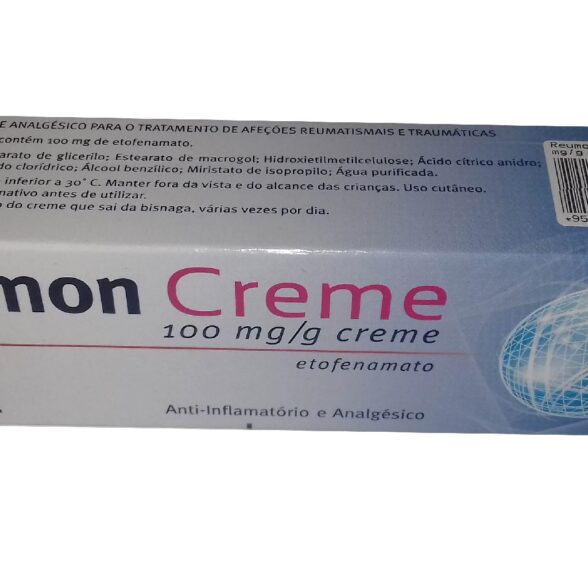 E ANALGÉSICO PARA O TRATAMENTO DE AFEÇÕES REUMATISMAIS E TRAUMÁTICAS
contém 100 mg de etofenamato.
arato de glicerilo; Estearato de macrogol; Hidroxietilmetilcelulose; Ácido cítrico anidro;
do clorídrico; Álcool benzílico; Miristato de isopropilo; Água purificada.
inferior a 30° C. Manter fora da vista e do alcance das crianças. Uso cutâneo.
mativo antes de utilizar.
o do creme que sai da bisnaga, várias vezes por dia.
Reumo
mg/g
+95
mon Creme
100 mg/g creme
etofenamato
Anti-Inflamatório e Analgésico